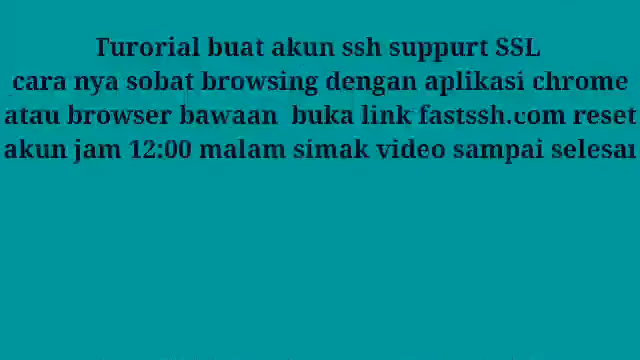 Turorial buat akun ssh suppurt SSL
cara nya sobat browsing dengan aplikasi chrome
atau browser bawaan buka link fastssh.com reset
akun jam 12:00 malam simak video sampai selesai